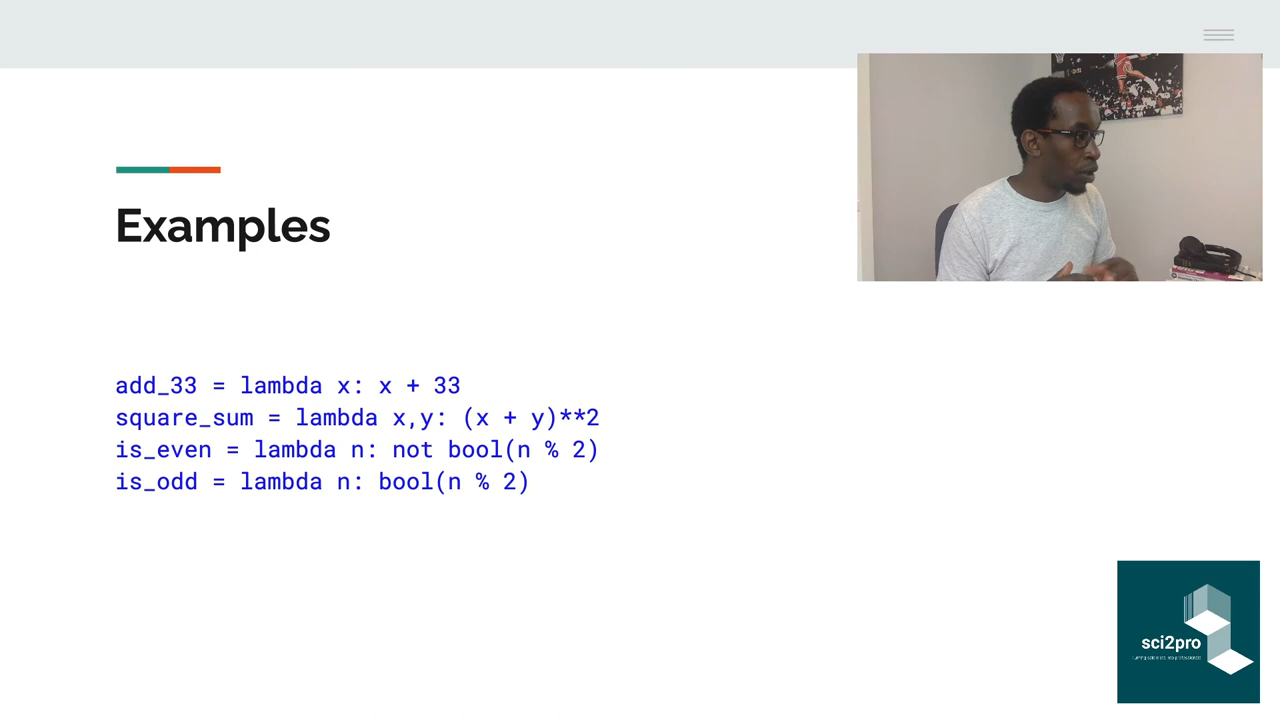 Examples
add_33 = lambda x: x + 33
square_sum = lambda x,y: (x + y)**2
is_even = lambda n: not bool(n % 2)
is_odd = lambda n: bool(n % 2)
sci2pro